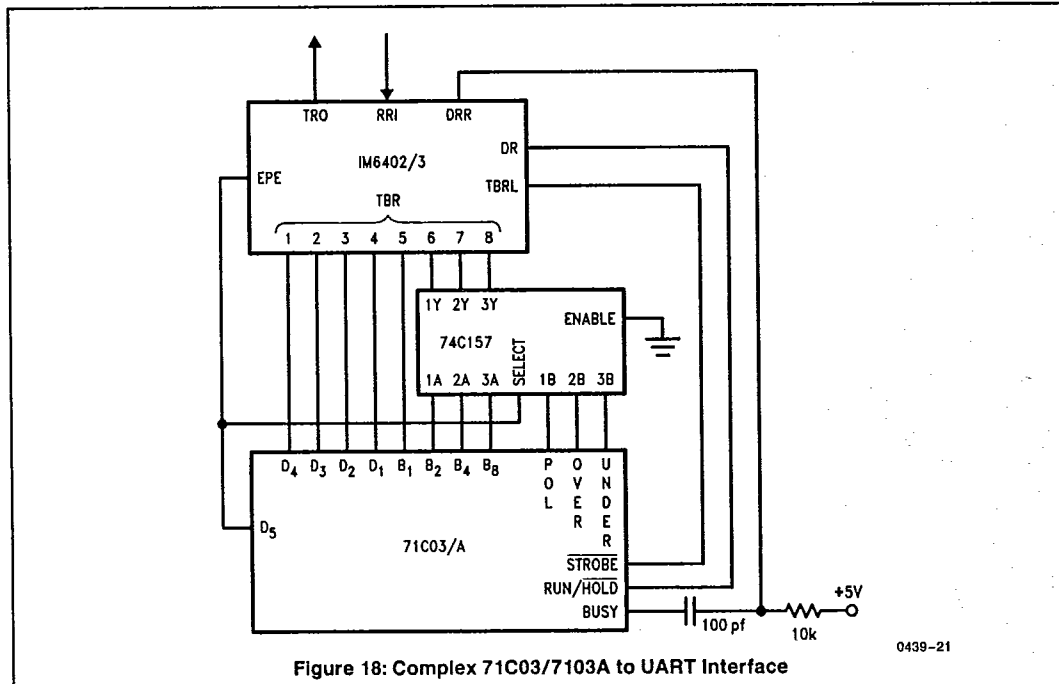 TRO RRI DRR
IM6402/3
DR
EPE
TBRL
TBR
1 2 3 4 5 6 7 8
1Y 2Y 3Y
ENABLE
74C157
SELECT
1A 2A 3A 1B 2B 3B
D4 D3 D2 D1 B1 B2 B4 B8
POL
OVER
UNDER
D5
71C03/A
STROBE
RUN/HOLD
BUSY
100 pf
10k
+5V
0439-21
Figure 18: Complex 71C03/7103A to UART Interface